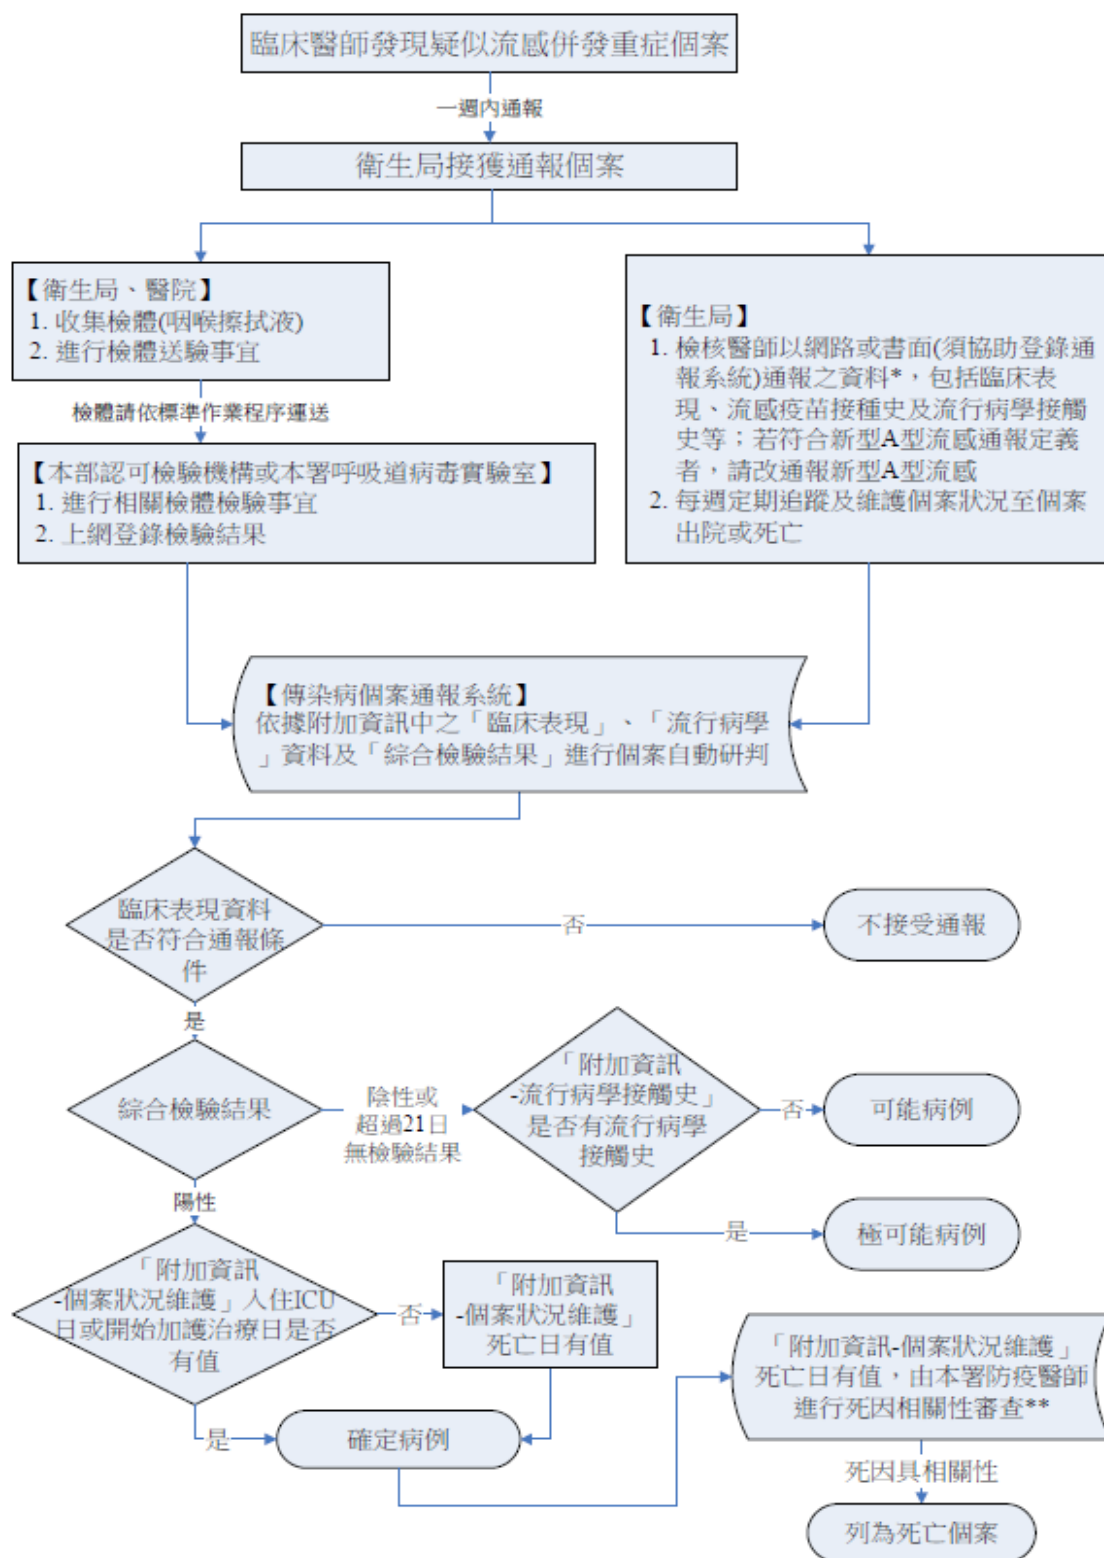 臨床醫師發現疑似流感併發重症個案
一週內通報
衛生局接獲通報個案
【衛生局、醫院】
1. 收集檢體(咽喉擦拭液)
2. 進行檢體送驗事宜
檢體請依標準作業程序運送
【本部認可檢驗機構或本署呼吸道病毒實驗室】
1. 進行相關檢體檢驗事宜
2. 上網登錄檢驗結果
【衛生局】
1. 檢核醫師以網路或書面(須協助登錄通
報系統)通報之資料*，包括臨床表
現、流感疫苗接種史及流行病學接觸
史等；若符合新型A型流感通報定義
者，請改通報新型A型流感
2. 每週定期追蹤及維護個案狀況至個案
出院或死亡
【傳染病個案通報系統】
依據附加資訊中之「臨床表現」、「流行病學
」資料及「綜合檢驗結果」進行個案自動研判
臨床表現資料
是否符合通報條
件
否
不接受通報
是
綜合檢驗結果
陰性或
超過21日
無檢驗結果
「附加資訊
-流行病學接觸史」
是否有流行病學
接觸史
否
可能病例
是
極可能病例
陽性
「附加資訊
-個案狀況維護」入住ICU
日或開始加護治療日是否
有值
否
「附加資訊
-個案狀況維護」
死亡日有值
是
確定病例
「附加資訊-個案狀況維護」
死亡日有值，由本署防疫醫師
進行死因相關性審查**
死因具相關性
列為死亡個案